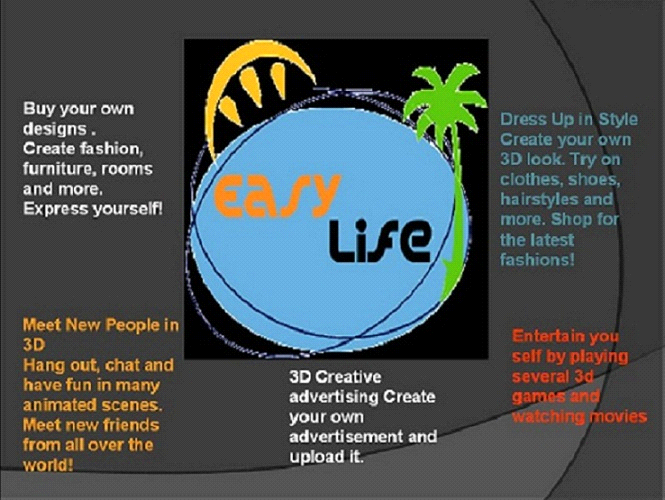 Buy your own
designs .
Create fashion,
furniture, rooms
and more.
Express yourself!
Easy
Life
Dress Up in Style
Create your own
3D look. Try on
clothes, shoes,
hairstyles and
more. Shop for
the latest
fashions!
Meet New People in
3D
Hang out, chat and
have fun in many
animated scenes.
Meet new friends
from all over the
world!
3D Creative
advertising Create
your own
advertisement and
upload it.
Entertain you
self by playing
several 3d
games and
watching movies